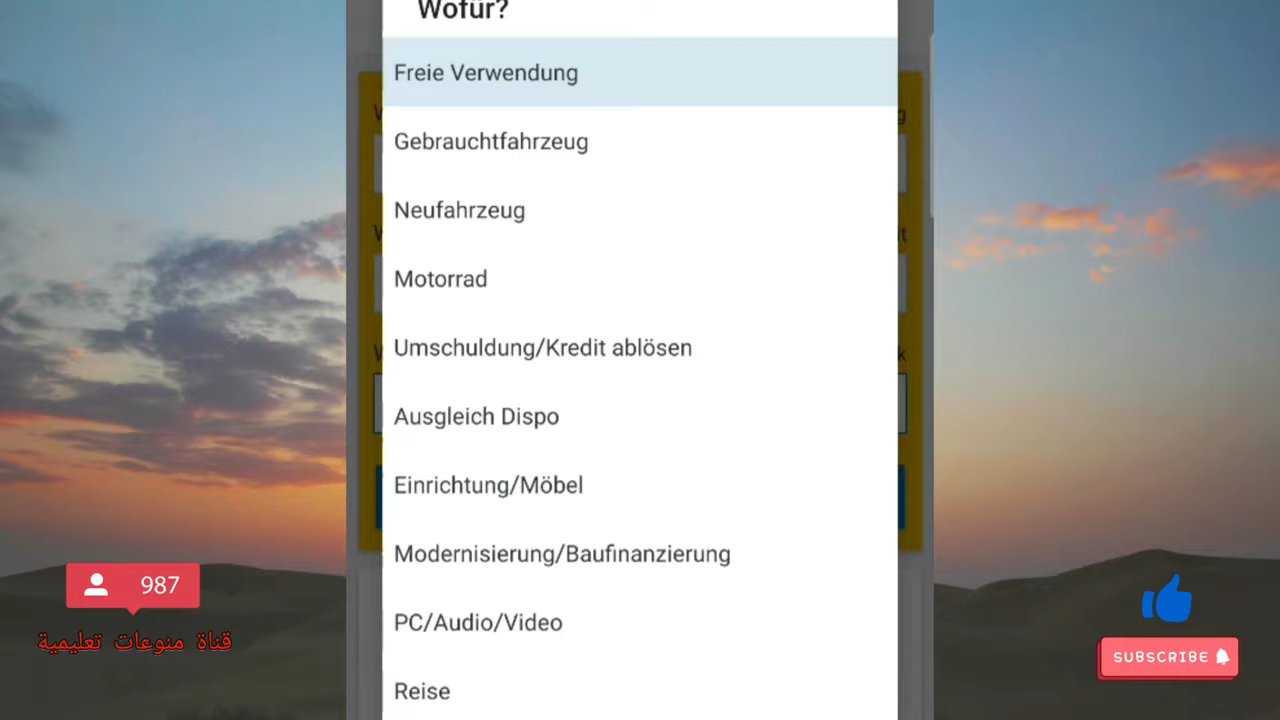 Wofür?
Freie Verwendung
Gebrauchtfahrzeug
Neufahrzeug
Motorrad
Umschuldung/Kredit ablösen
Ausgleich Dispo
Einrichtung/Möbel
Modernisierung/Baufinanzierung
PC/Audio/Video
Reise
987
قناة منوعات تعليمية
SUBSCRIBE